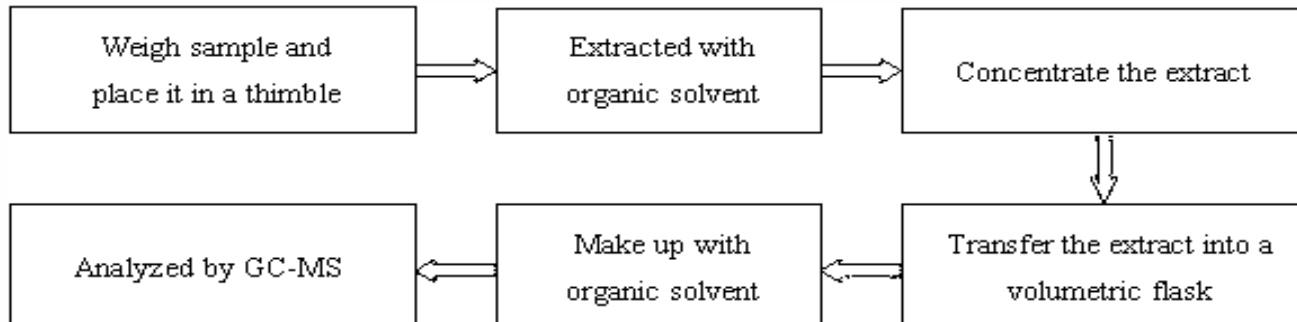 Weigh sample and
place it in a thimble
Extracted with
organic solvent
Concentrate the extract
Transfer the extract into a
volumetric flask
Make up with
organic solvent
Analyzed by GC-MS